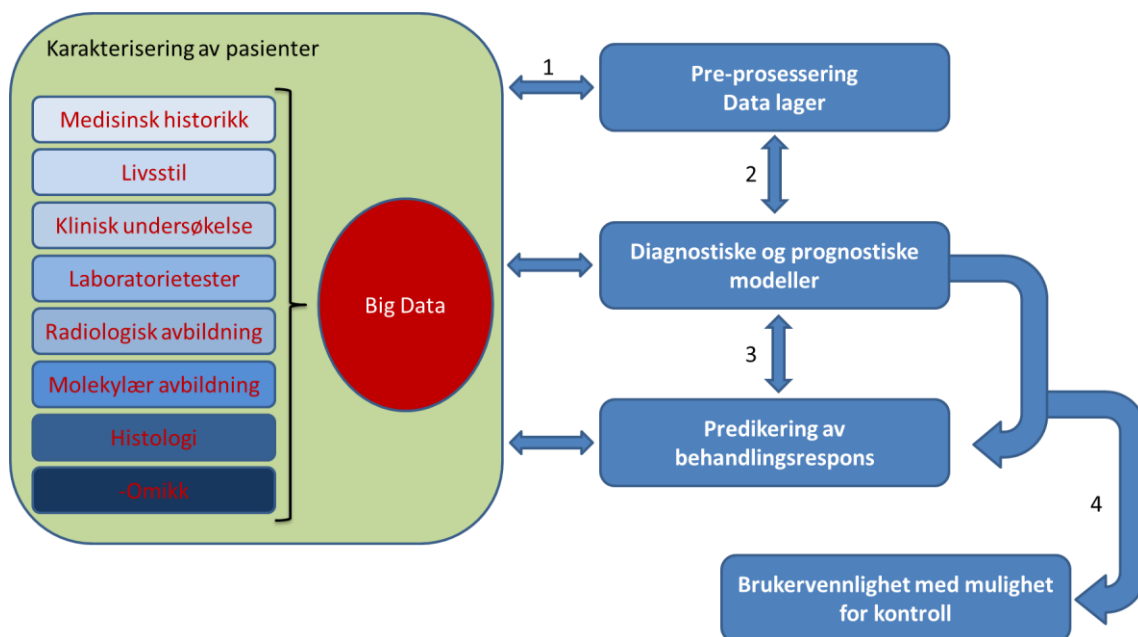 Karakterisering av pasienter
Medisinsk historikk
Livsstil
Klinisk undersøkelse
Laboratorietester
Radiologisk avbildning
Molekylær avbildning
Histologi
-Omikk
Big Data
1
Pre-prosessering
Data lager
2
Diagnostiske og prognostiske
modeller
3
Predikering av
behandlingsrespons
4
Brukervennlighet med mulighet
for kontroll